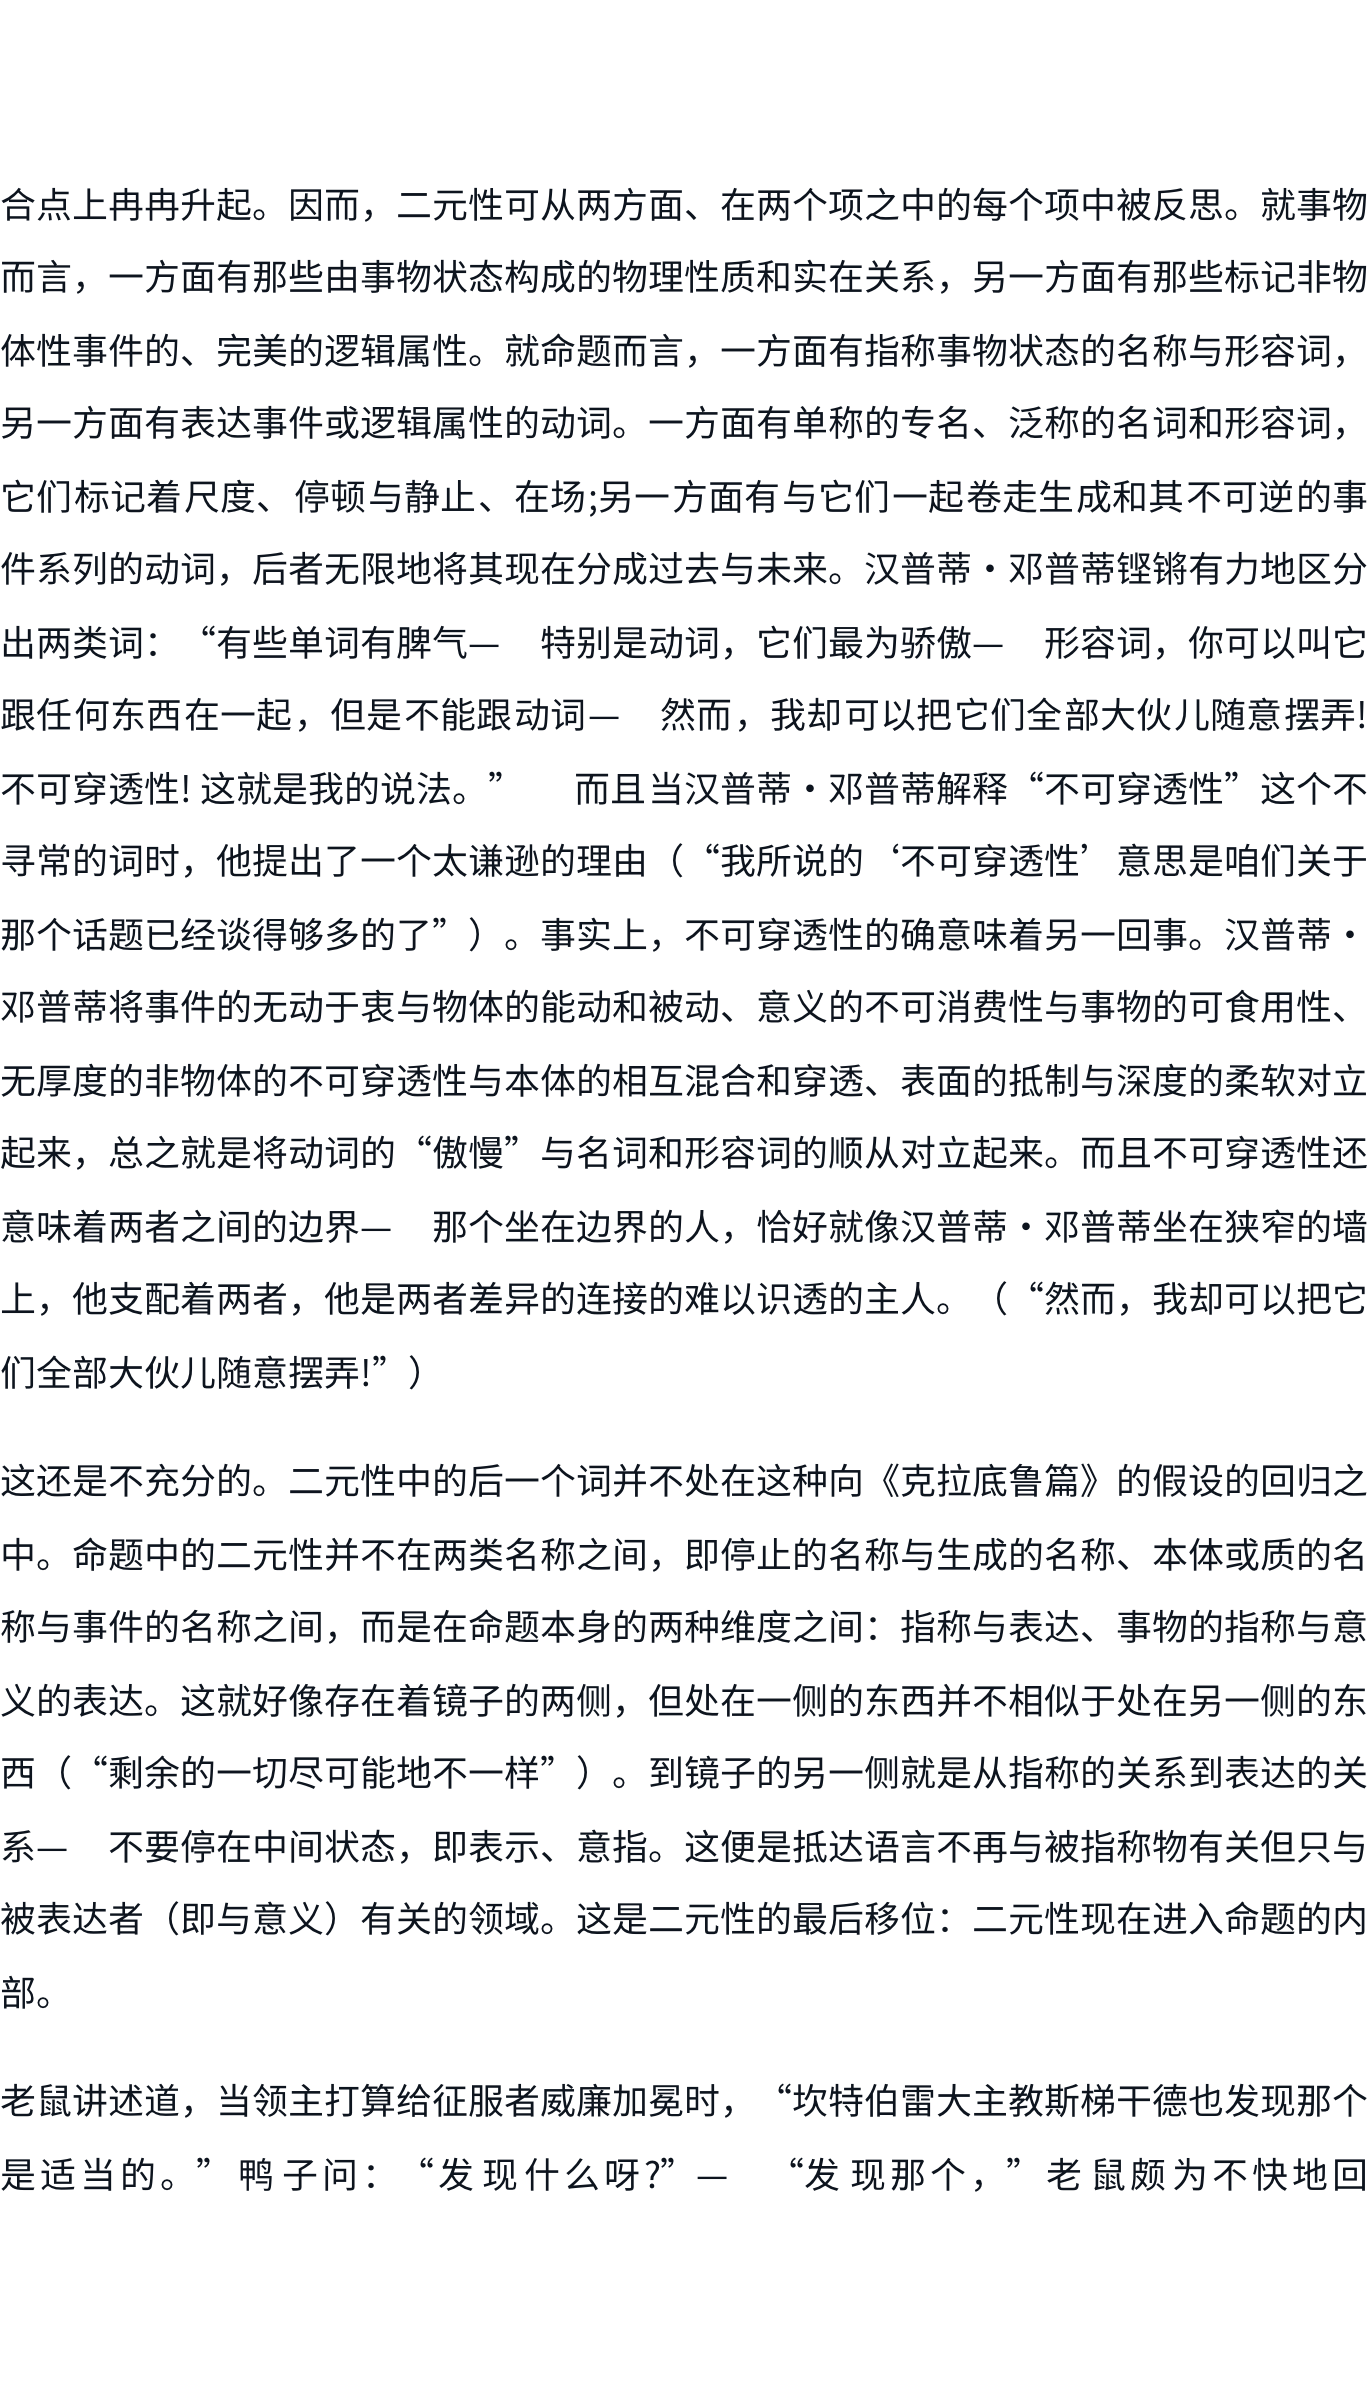 合点上冉冉升起。因而，二元性可从两方面、在两个项之中的每个项中被反思。就事物
而言，一方面有那些由事物状态构成的物理性质和实在关系，另一方面有那些标记非物
体性事件的、完美的逻辑属性。就命题而言，一方面有指称事物状态的名称与形容词，
另一方面有表达事件或逻辑属性的动词。一方面有单称的专名、泛称的名词和形容词，
它们标记着尺度、停顿与静止、在场;另一方面有与它们一起卷走生成和其不可逆的事
件系列的动词，后者无限地将其现在分成过去与未来。汉普蒂・邓普蒂铿锵有力地区分
出两类词：“有些单词有脾气— 特别是动词，它们最为骄傲— 形容词，你可以叫它
跟任何东西在一起，但是不能跟动词— 然而，我却可以把它们全部大伙儿随意摆弄!
不可穿透性! 这就是我的说法。” 而且当汉普蒂・邓普蒂解释“不可穿透性”这个不
寻常的词时，他提出了一个太谦逊的理由（“我所说的‘不可穿透性’意思是咱们关于
那个话题已经谈得够多的了”）。事实上，不可穿透性的确意味着另一回事。汉普蒂・
邓普蒂将事件的无动于衷与物体的能动和被动、意义的不可消费性与事物的可食用性、
无厚度的非物体的不可穿透性与本体的相互混合和穿透、表面的抵制与深度的柔软对立
起来，总之就是将动词的“傲慢”与名词和形容词的顺从对立起来。而且不可穿透性还
意味着两者之间的边界— 那个坐在边界的人，恰好就像汉普蒂・邓普蒂坐在狭窄的墙
上，他支配着两者，他是两者差异的连接的难以识透的主人。（“然而，我却可以把它
们全部大伙儿随意摆弄!”）
这还是不充分的。二元性中的后一个词并不处在这种向《克拉底鲁篇》的假设的回归之
中。命题中的二元性并不在两类名称之间，即停止的名称与生成的名称、本体或质的名
称与事件的名称之间，而是在命题本身的两种维度之间：指称与表达、事物的指称与意
义的表达。这就好像存在着镜子的两侧，但处在一侧的东西并不相似于处在另一侧的东
西（“剩余的一切尽可能地不一样”）。到镜子的另一侧就是从指称的关系到表达的关
系— 不要停在中间状态，即表示、意指。这便是抵达语言不再与被指称物有关但只与
被表达者（即与意义）有关的领域。这是二元性的最后移位：二元性现在进入命题的内
部。
老鼠讲述道，当领主打算给征服者威廉加冕时，“坎特伯雷大主教斯梯干德也发现那个
是适当的。” 鸭子问：“发现什么呀?”— “发现那个，” 老鼠颇为不快地回